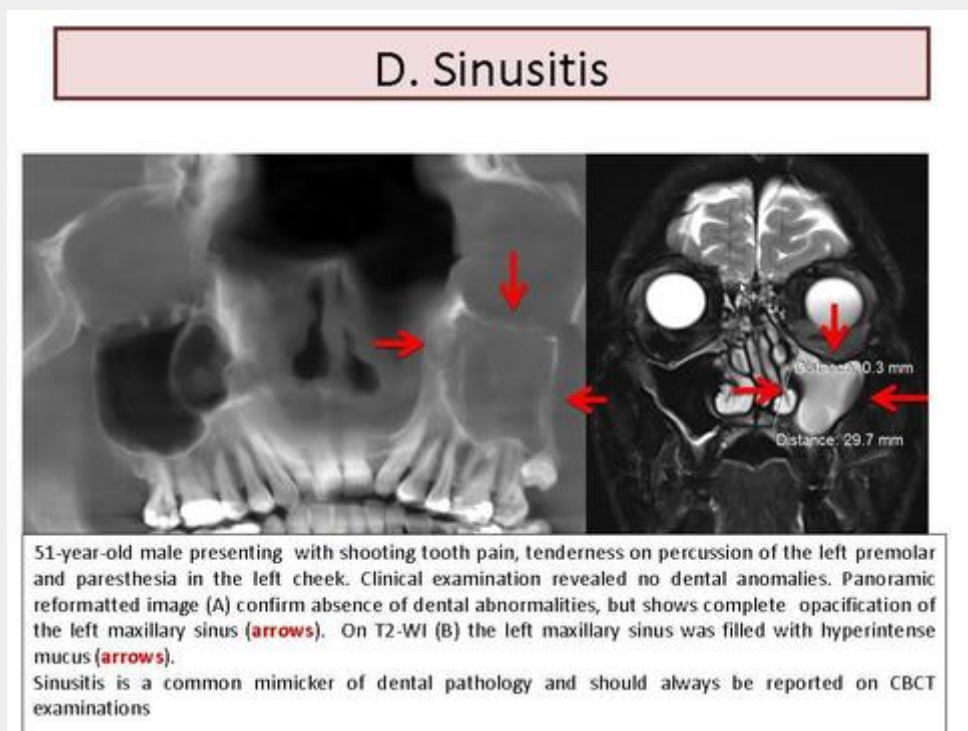 D. Sinusitis
Distance: 0.3 mm
Distance: 29.7 mm
51-year-old male presenting with shooting tooth pain, tenderness on percussion of the left premolar
and paresthesia in the left cheek. Clinical examination revealed no dental anomalies. Panoramic
reformatted image (A) confirm absence of dental abnormalities, but shows complete opacification of
the left maxillary sinus (arrows). On T2-WI (B) the left maxillary sinus was filled with hyperintense
mucus (arrows).
Sinusitis is a common mimicker of dental pathology and should always be reported on CBCT
examinations